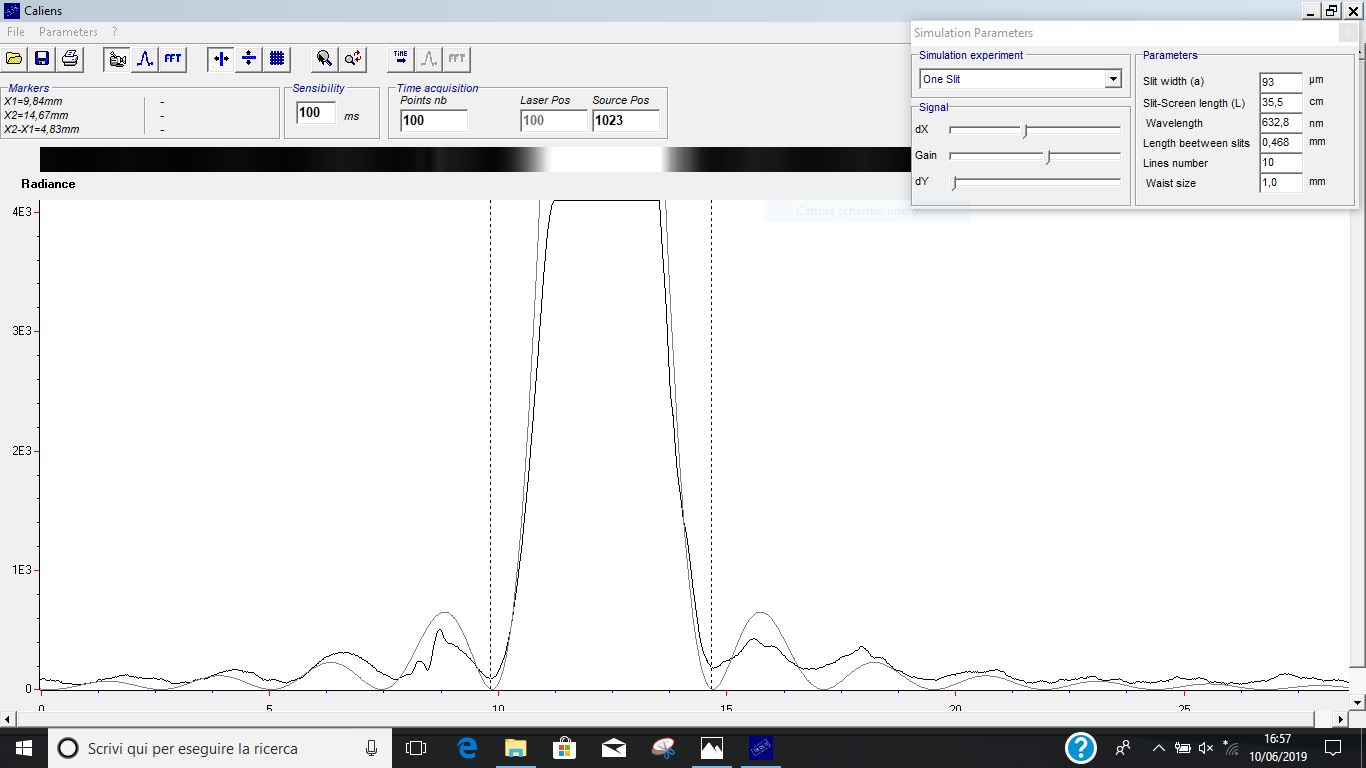 Caliens
File Parameters ?
FFT TIME FFT
Markers
X1=9,84mm -
X2=14,67mm -
X2-X1=4,83mm -
Sensibility
100 ms
Time acquisition
Points nb Laser Pos Source Pos
100 100 1023
Simulation Parameters
Simulation experiment
One Slit
Signal
dX
Gain
dY
Parameters
Slit width (a) 93 µm
Slit-Screen length (L) 35,5 cm
Wavelength 632,8 nm
Length beetween slits 0,468 mm
Lines number 10
Waist size 1,0 mm
Cattura schermo intero
Radiance
4E3
3E3
2E3
1E3
0
0 5 10 15 20 25
Scrivi qui per eseguire la ricerca
16:57
10/06/2019